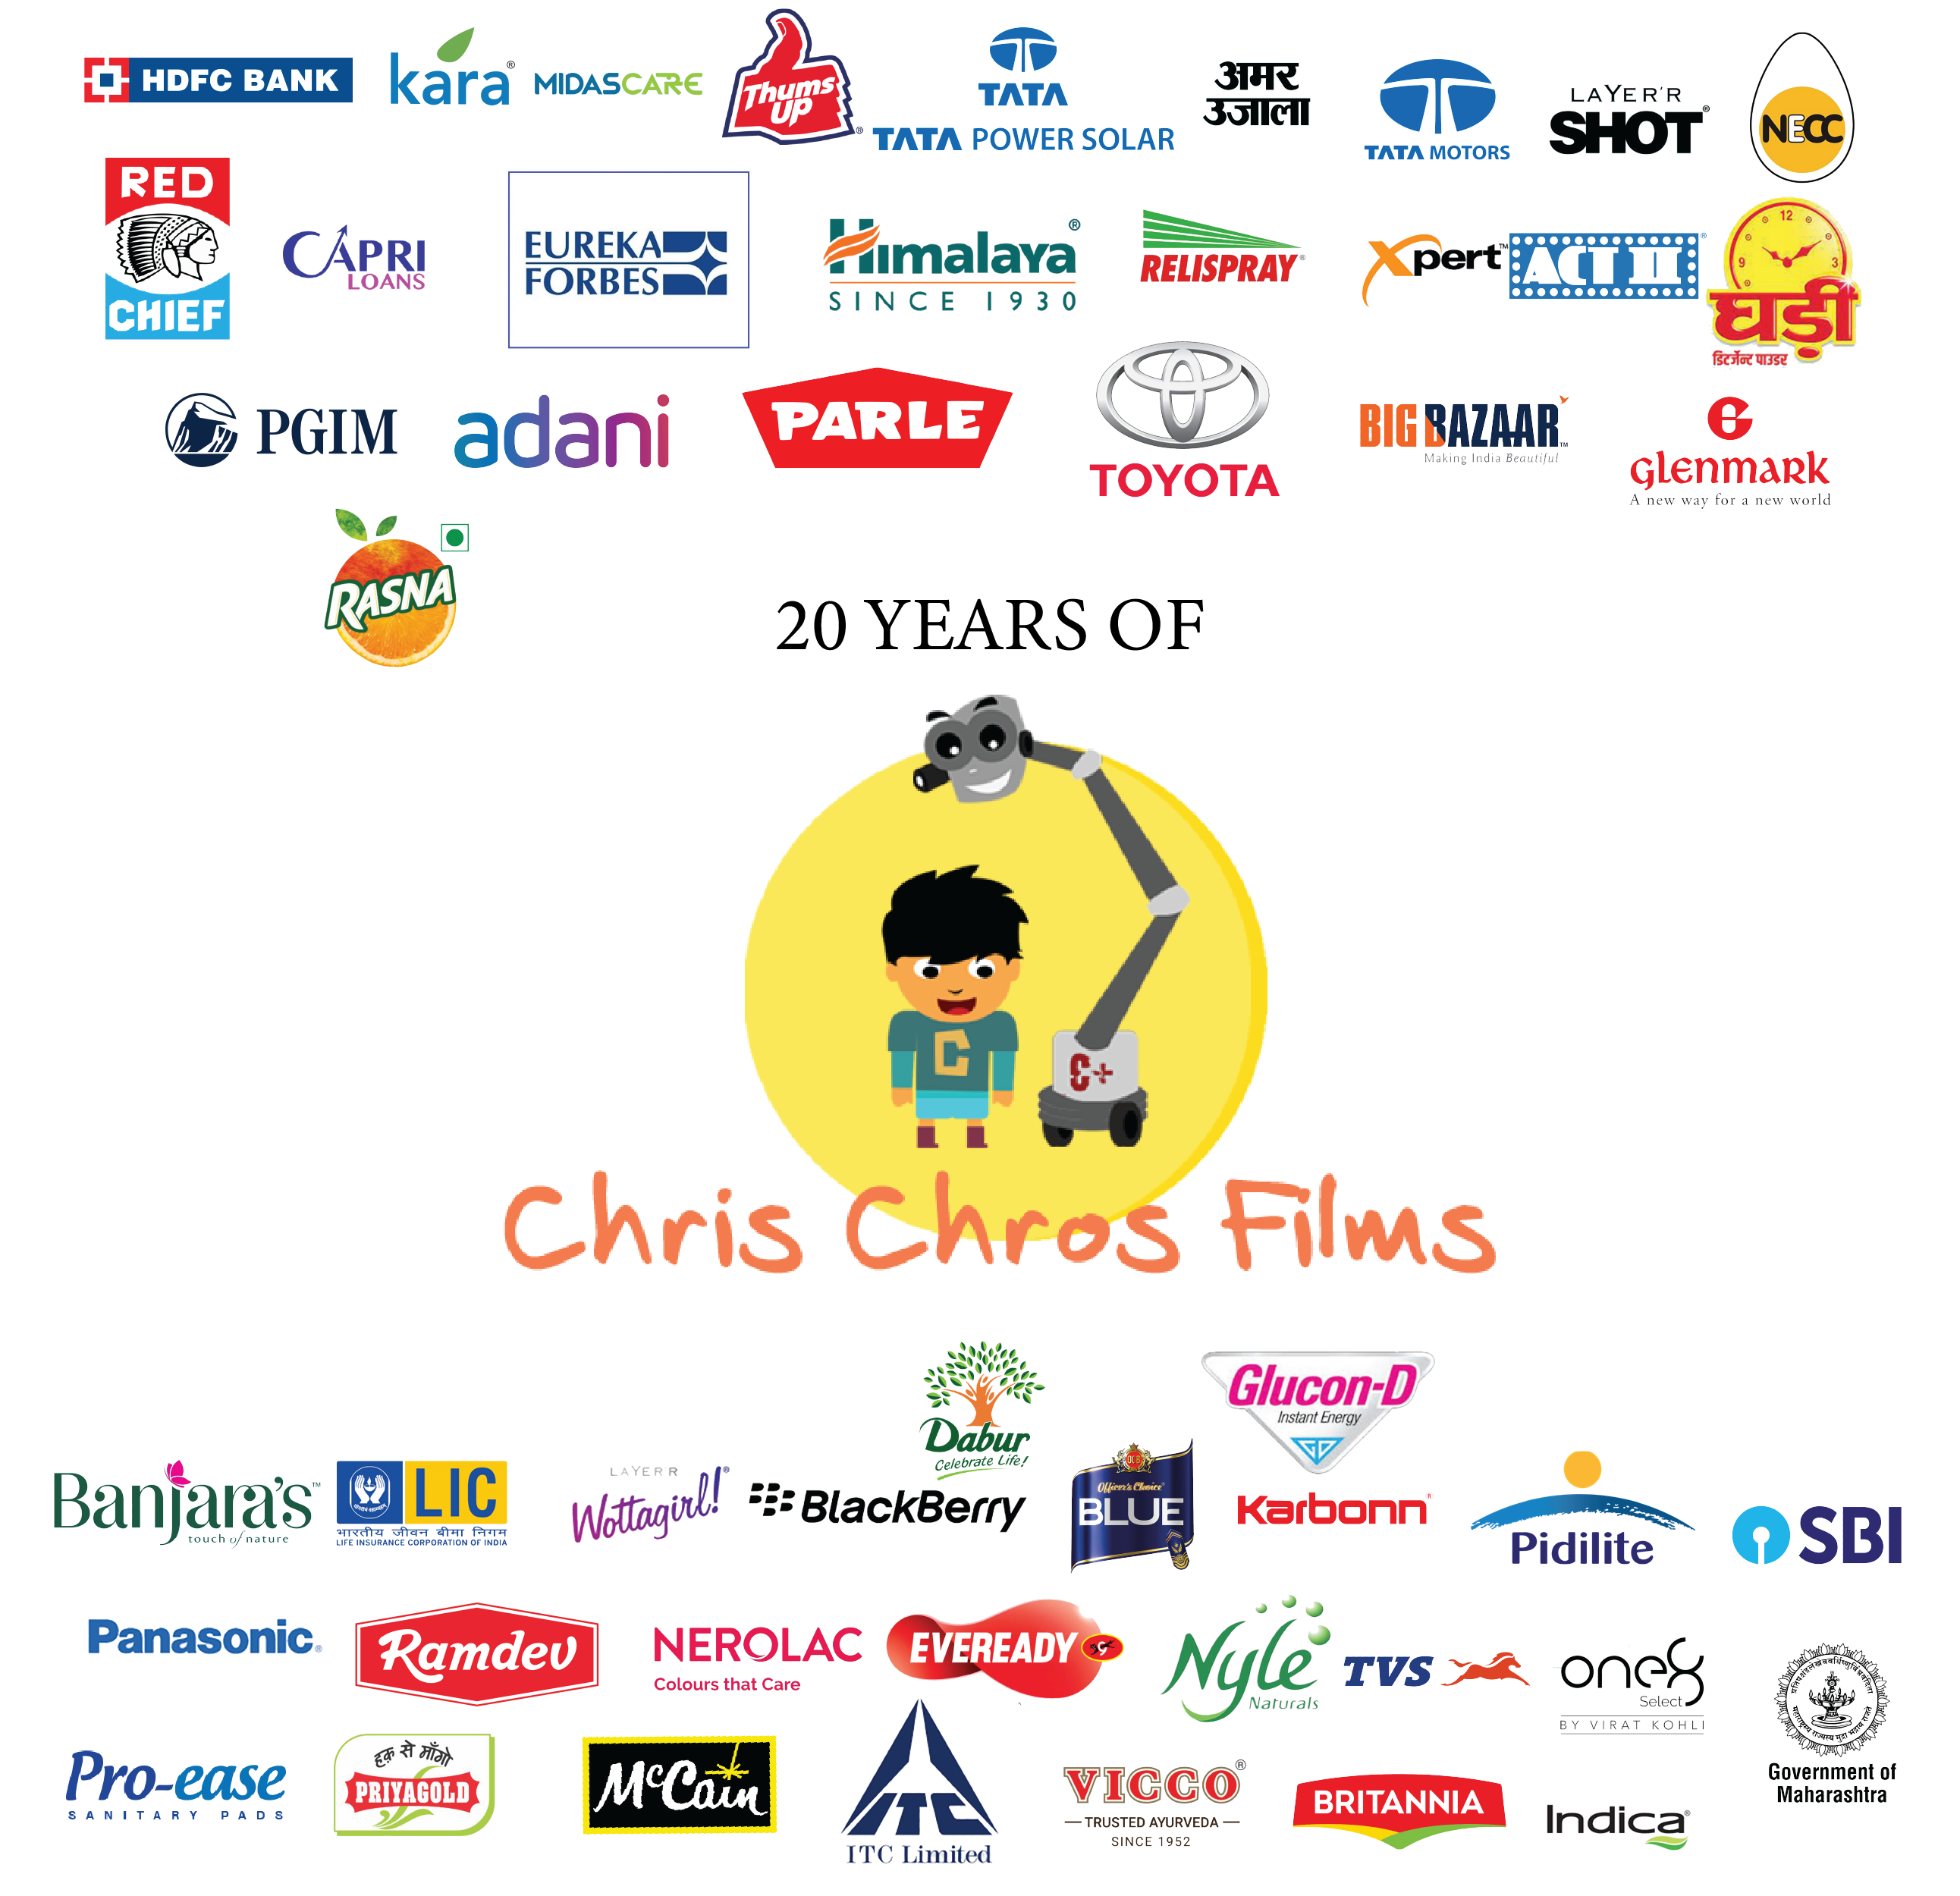 HDFC BANK
kara®
MIDASCARE
Thums Up®
TATA
TATA POWER SOLAR
अमर
उजाला
TATA MOTORS
LAYER'R
SHOT®
NECC
RED
CHIEF
CAPRI
LOANS
EUREKA
FORBES
Himalaya®
SINCE 1930
RELISPRAY®
Xpert™
ACT II®
12
9
3
घड़ी
डिटर्जेन्ट पाउडर
PGIM
adani
PARLE
TOYOTA
BIG BAZAAR™
Making India Beautiful
G
glenmark
A new way for a new world
RASNA
20 YEARS OF
C
C+
Chris Chros Films
Dabur
Celebrate Life!
Glucon-D
Instant Energy
GD
Banjara's™
touch of nature
LIC
भारतीय जीवन बीमा निगम
LIFE INSURANCE CORPORATION OF INDIA
LAYERR
Wottagirl!®
BlackBerry
Officer's Choice
BLUE
Karbonn
Pidilite
SBI
Panasonic®
Ramdev
NEROLAC
Colours that Care
EVEREADY
9
Nyle
Naturals
TVS
one8
Select
BY VIRAT KOHLI
Government of
Maharashtra
Pro-ease
SANITARY PADS
हक़ से माँगो
PRIYAGOLD
McCain
ITC
ITC Limited
VICCO®
TRUSTED AYURVEDA
SINCE 1952
BRITANNIA
Indica®